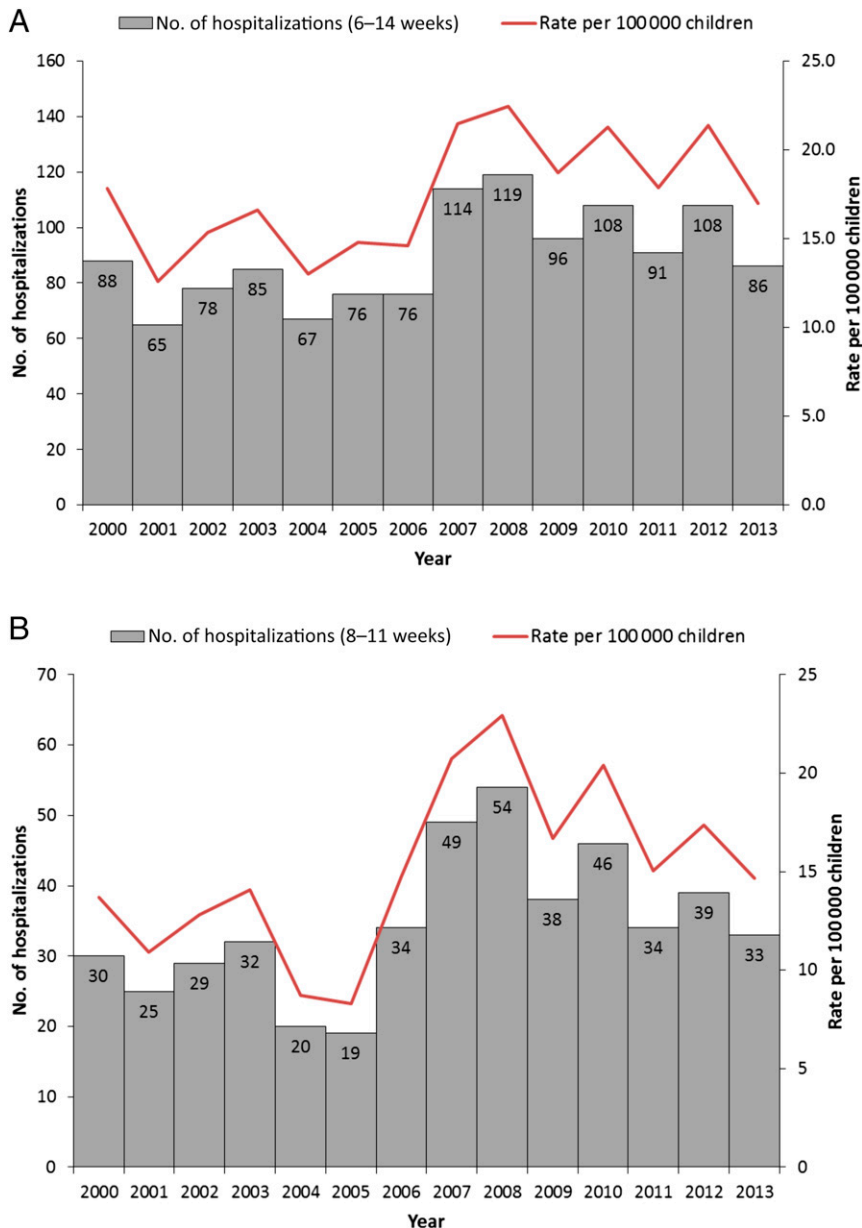 A
No. of hospitalizations (6–14 weeks) Rate per 100 000 children
160
140
120
100
80
60
40
20
0
No. of hospitalizations
25.0
20.0
15.0
10.0
5.0
0.0
Rate per 100 000 children
88 65 78 85 67 76 76 114 119 96 108 91 108 86
2000 2001 2002 2003 2004 2005 2006 2007 2008 2009 2010 2011 2012 2013
Year
B
No. of hospitalizations (8–11 weeks) Rate per 100 000 children
70
60
50
40
30
20
10
0
No. of hospitalizations
25
20
15
10
5
0
Rate per 100 000 children
30 25 29 32 20 19 34 49 54 38 46 34 39 33
2000 2001 2002 2003 2004 2005 2006 2007 2008 2009 2010 2011 2012 2013
Year